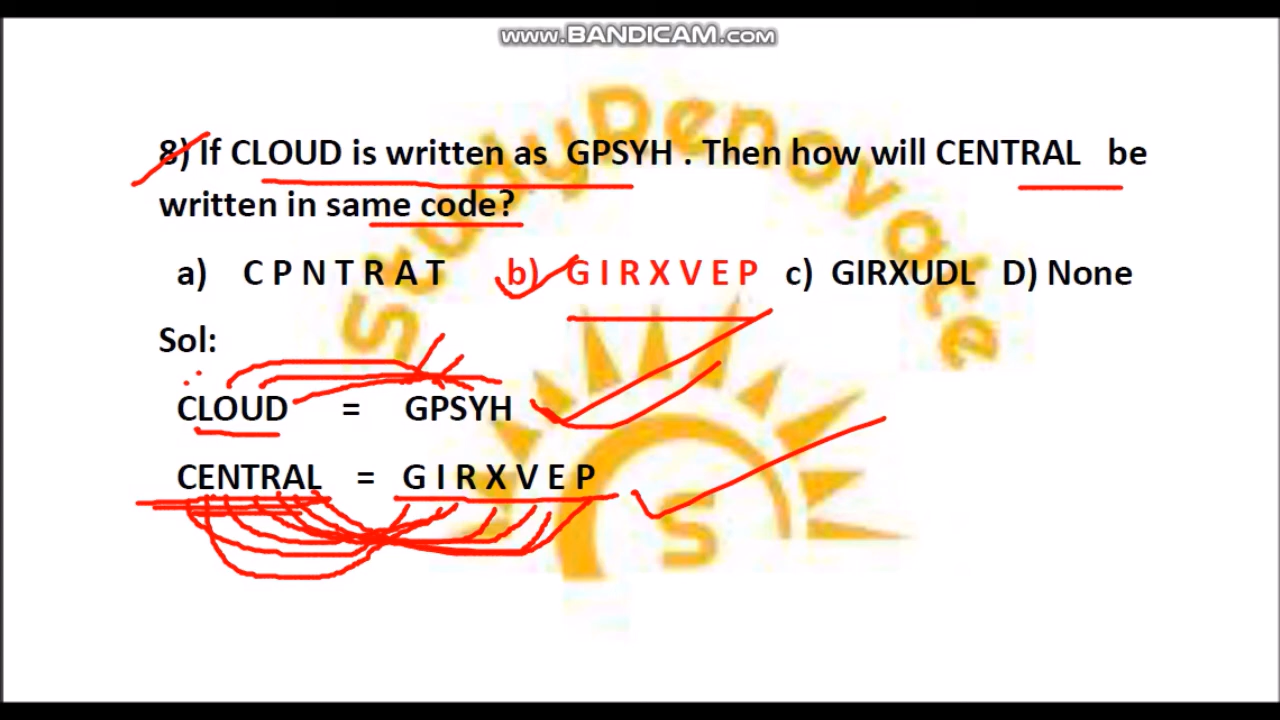 www.BANDICAM.com
StudyDenovate
8) If CLOUD is written as GPSYH . Then how will CENTRAL be
written in same code?
a) C P N T R A T b) G I R X V E P c) GIRXUDL D) None
Sol:
CLOUD = GPSYH
CENTRAL = G I R X V E P
S